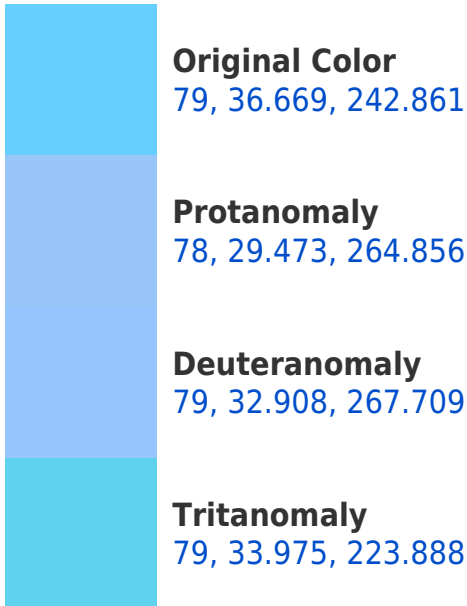 Original Color
79, 36.669, 242.861
Protanomaly
78, 29.473, 264.856
Deuteranomaly
79, 32.908, 267.709
Tritanomaly
79, 33.975, 223.888